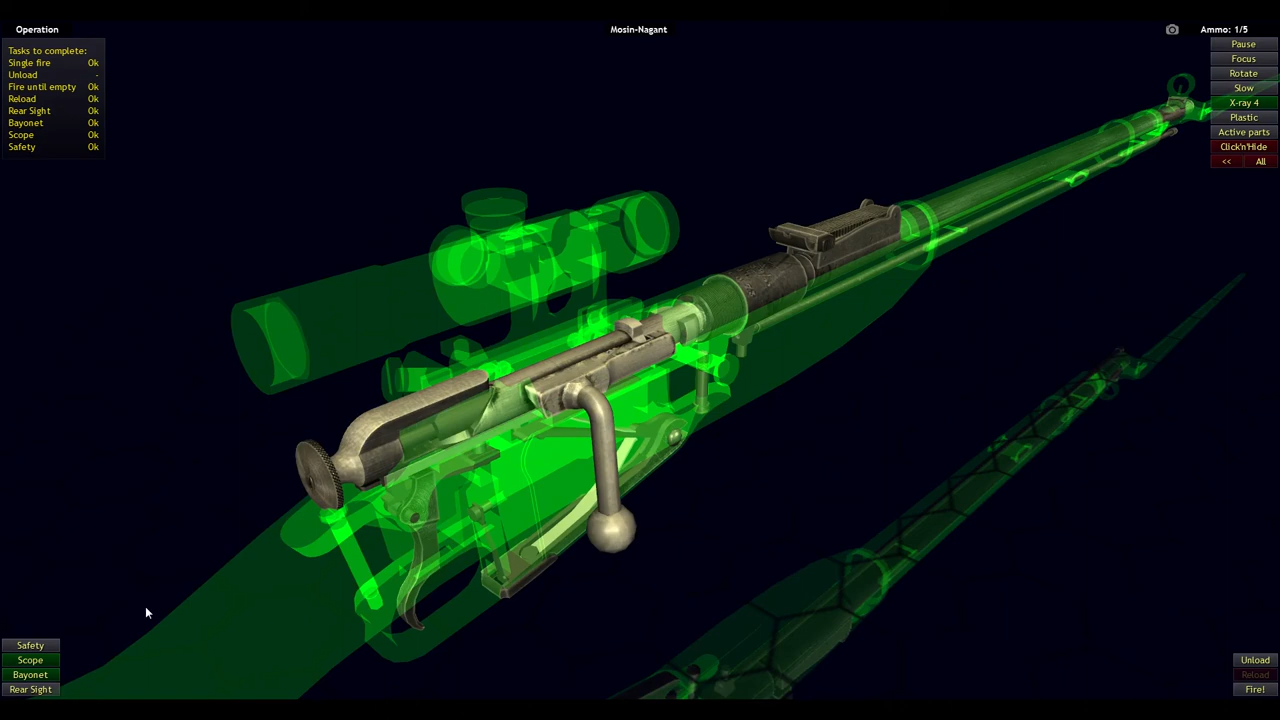 Operation
Mosin-Nagant
Ammo: 1/5
Tasks to complete:
Single fire Ok
Unload -
Fire until empty Ok
Reload Ok
Rear Sight Ok
Bayonet Ok
Scope Ok
Safety Ok
Pause
Focus
Rotate
Slow
X-ray 4
Plastic
Active parts
Click'n'Hide
<< All
Safety
Scope
Bayonet
Rear Sight
Unload
Reload
Fire!